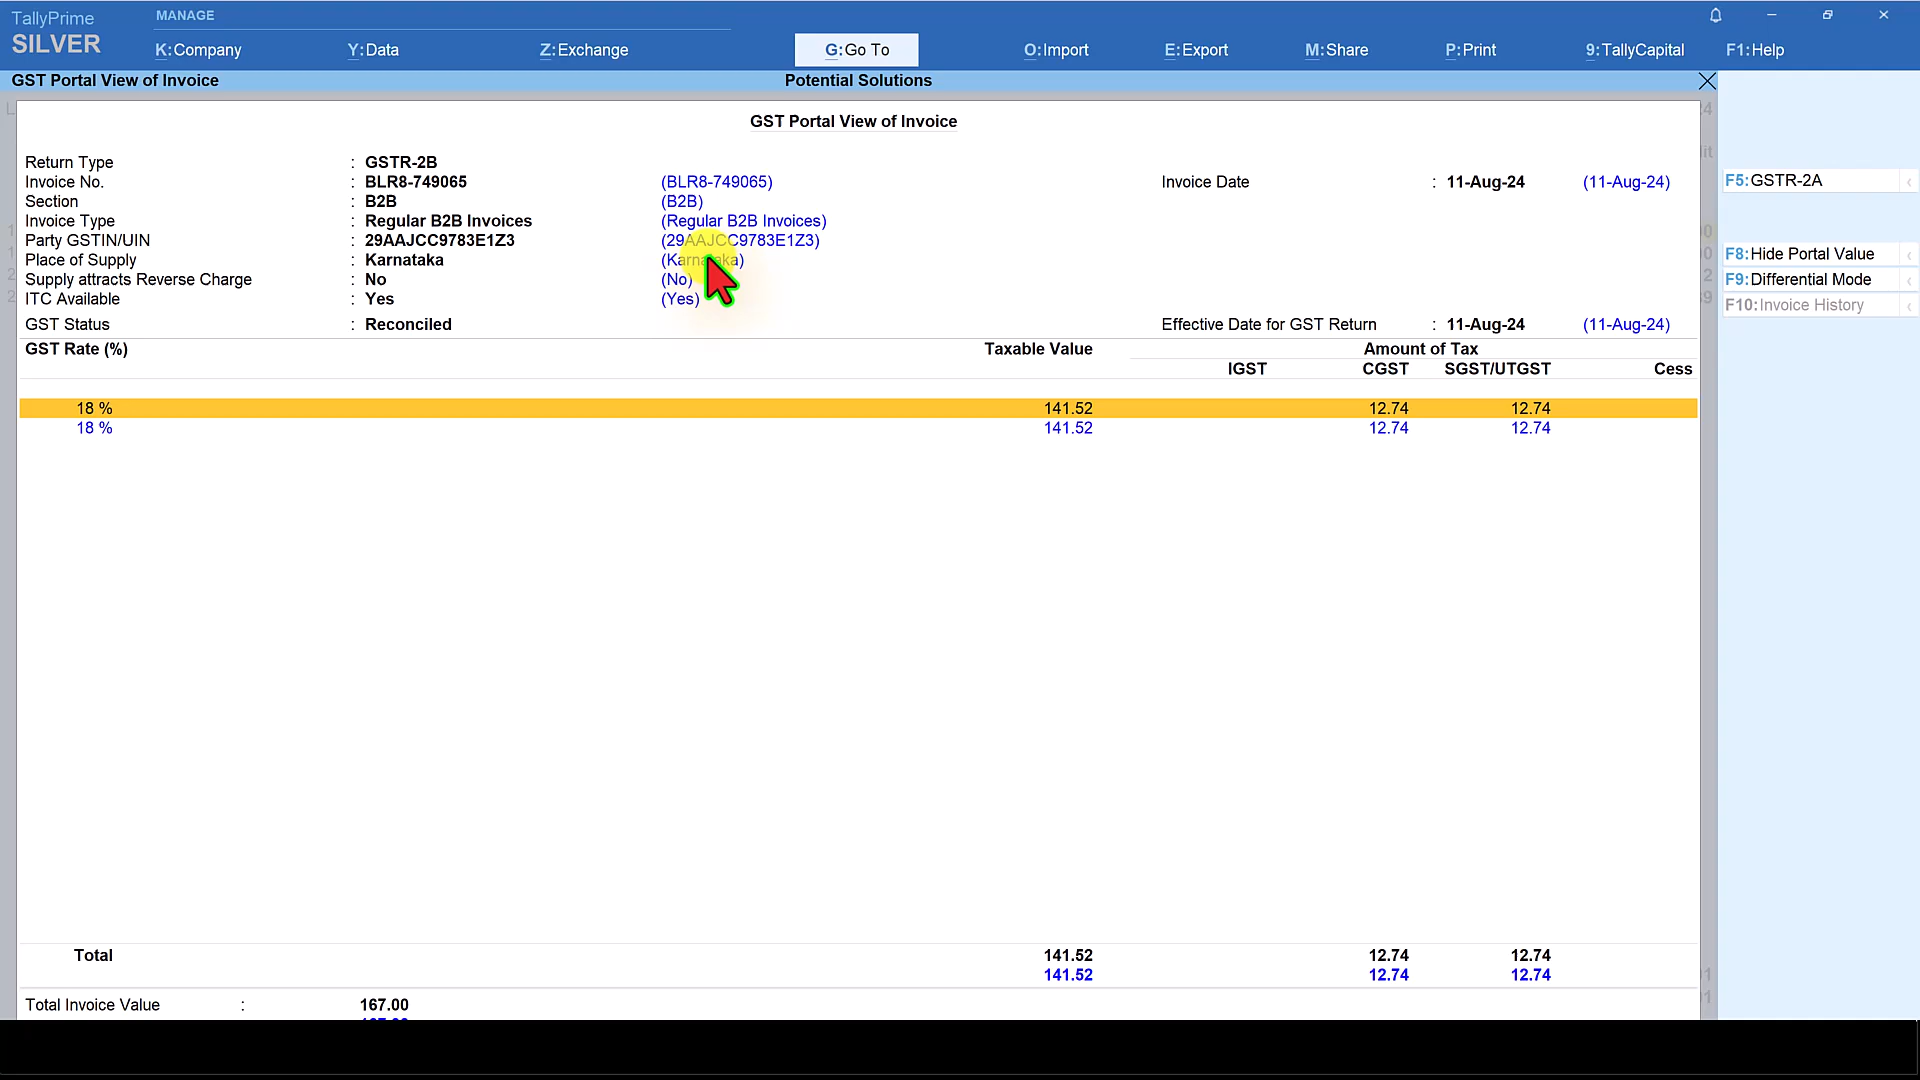 TallyPrime MANAGE
SILVER K:Company Y:Data Z:Exchange G:Go To O:Import E:Export M:Share P:Print 9:TallyCapital F1:Help
GST Portal View of Invoice Potential Solutions
GST Portal View of Invoice
Return Type : GSTR-2B
Invoice No. : BLR8-749065 (BLR8-749065) Invoice Date : 11-Aug-24 (11-Aug-24)
Section : B2B (B2B)
Invoice Type : Regular B2B Invoices (Regular B2B Invoices)
Party GSTIN/UIN : 29AAJCC9783E1Z3 (29AAJCC9783E1Z3)
Place of Supply : Karnataka (Karnataka)
Supply attracts Reverse Charge : No (No)
ITC Available : Yes (Yes)
GST Status : Reconciled Effective Date for GST Return : 11-Aug-24 (11-Aug-24)
GST Rate (%) Taxable Value Amount of Tax
IGST CGST SGST/UTGST Cess
18 % 141.52 12.74 12.74
18 % 141.52 12.74 12.74
Total 141.52 12.74 12.74
141.52 12.74 12.74
Total Invoice Value : 167.00
F5:GSTR-2A
F8:Hide Portal Value
F9:Differential Mode
F10:Invoice History